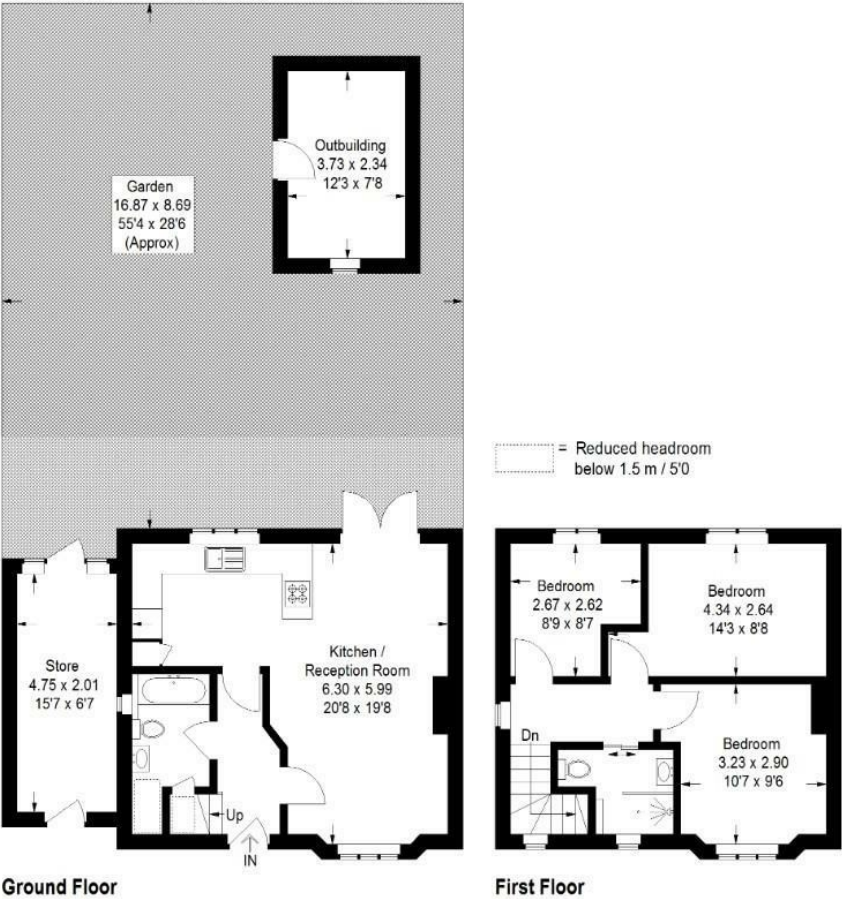 Outbuilding
3.73 x 2.34
12'3 x 7'8
Garden
16.87 x 8.69
55'4 x 28'6
(Approx)
= Reduced headroom
below 1.5 m / 5'0
Store
4.75 x 2.01
15'7 x 6'7
Kitchen /
Reception Room
6.30 x 5.99
20'8 x 19'8
Up
IN
Ground Floor
Bedroom
2.67 x 2.62
8'9 x 8'7
Bedroom
4.34 x 2.64
14'3 x 8'8
Dn
Bedroom
3.23 x 2.90
10'7 x 9'6
First Floor